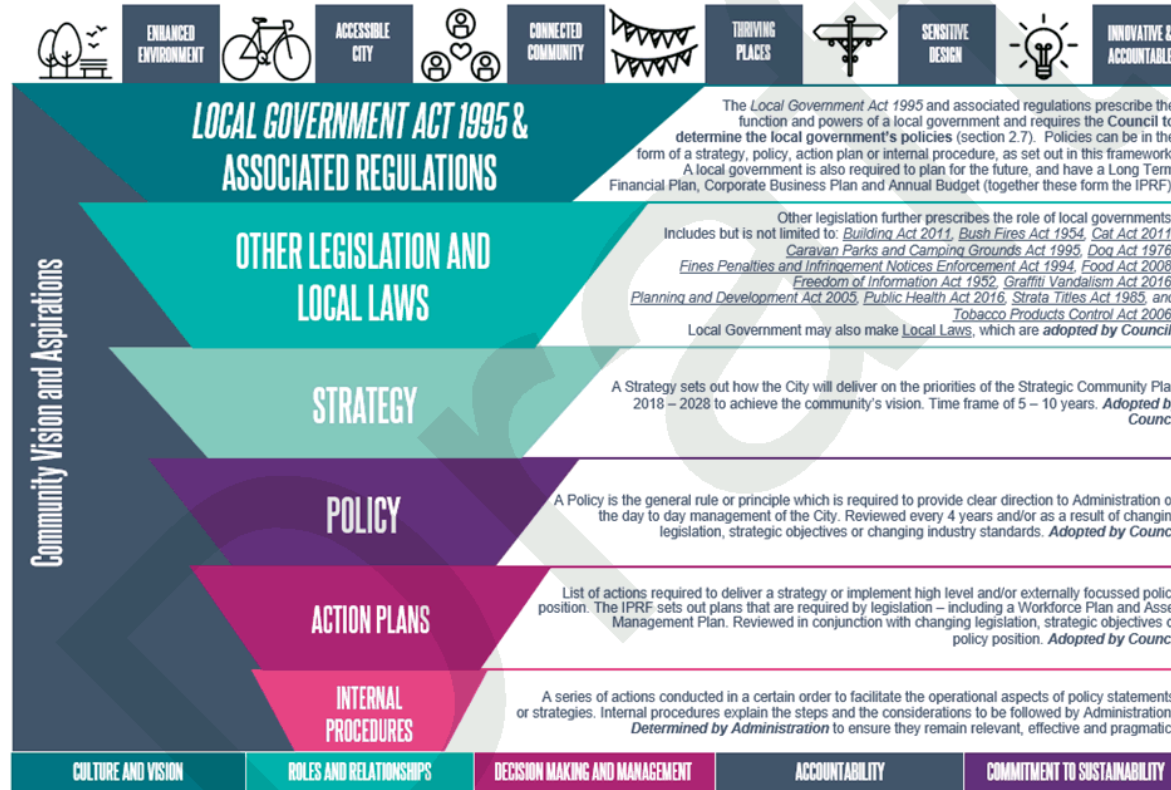 ENHANCED
ENVIRONMENT
ACCESSIBLE
CITY
CONNECTED
COMMUNITY
THRIVING
PLACES
SENSITIVE
DESIGN
INNOVATIVE &
ACCOUNTABLE
Community Vision and Aspirations
LOCAL GOVERNMENT ACT 1995 &
ASSOCIATED REGULATIONS
The Local Government Act 1995 and associated regulations prescribe the
function and powers of a local government and requires the Council to
determine the local government's policies (section 2.7). Policies can be in the
form of a strategy, policy, action plan or internal procedure, as set out in this framework
A local government is also required to plan for the future, and have a Long Term
Financial Plan, Corporate Business Plan and Annual Budget (together these form the IPRF)
OTHER LEGISLATION AND
LOCAL LAWS
Other legislation further prescribes the role of local governments
Includes but is not limited to: Building Act 2011, Bush Fires Act 1954, Cat Act 2011
Caravan Parks and Camping Grounds Act 1995, Dog Act 1976
Fines Penalties and Infringement Notices Enforcement Act 1994, Food Act 2008
Freedom of Information Act 1952, Graffiti Vandalism Act 2016
Planning and Development Act 2005, Public Health Act 2016, Strata Titles Act 1985, and
Tobacco Products Control Act 2006
Local Government may also make Local Laws, which are adopted by Council
STRATEGY
A Strategy sets out how the City will deliver on the priorities of the Strategic Community Pla
2018 – 2028 to achieve the community's vision. Time frame of 5 – 10 years. Adopted b
Counc
POLICY
A Policy is the general rule or principle which is required to provide clear direction to Administration o
the day to day management of the City. Reviewed every 4 years and/or as a result of changin
legislation, strategic objectives or changing industry standards. Adopted by Counc
ACTION PLANS
List of actions required to deliver a strategy or implement high level and/or externally focussed polic
position. The IPRF sets out plans that are required by legislation – including a Workforce Plan and Asse
Management Plan. Reviewed in conjunction with changing legislation, strategic objectives o
policy position. Adopted by Counc
INTERNAL
PROCEDURES
A series of actions conducted in a certain order to facilitate the operational aspects of policy statements
or strategies. Internal procedures explain the steps and the considerations to be followed by Administration
Determined by Administration to ensure they remain relevant, effective and pragmatic
CULTURE AND VISION
ROLES AND RELATIONSHIPS
DECISION MAKING AND MANAGEMENT
ACCOUNTABILITY
COMMITMENT TO SUSTAINABILITY
Draft